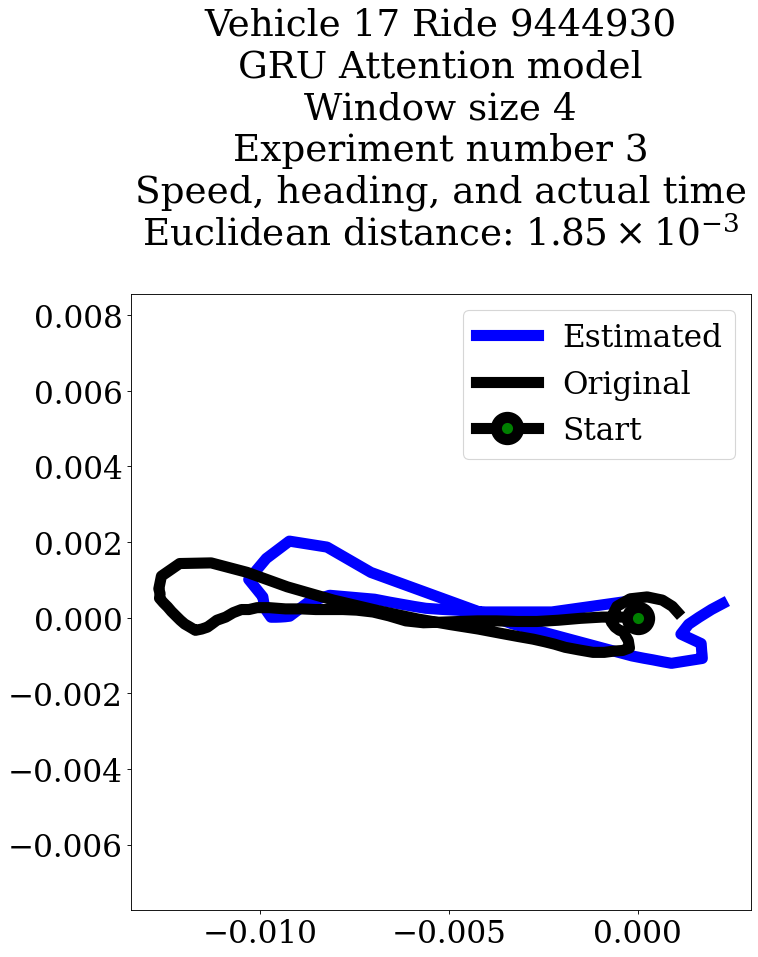 Vehicle 17 Ride 9444930
GRU Attention model
Window size 4
Experiment number 3
Speed, heading, and actual time
Euclidean distance: 1.85 × 10⁻³
Estimated
Original
Start
0.008
0.006
0.004
0.002
0.000
−0.002
−0.004
−0.006
−0.010
−0.005
0.000